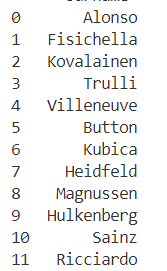 0 Alonso
1 Fisichella
2 Kovalainen
3 Trulli
4 Villeneuve
5 Button
6 Kubica
7 Heidfeld
8 Magnussen
9 Hulkenberg
10 Sainz
11 Ricciardo